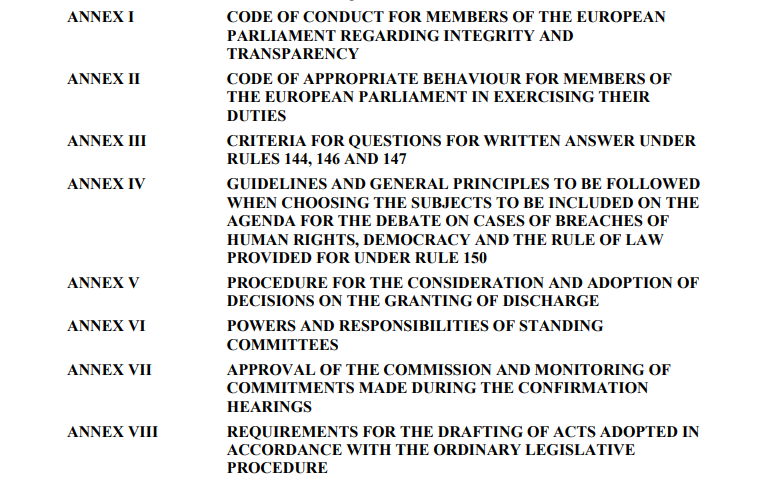 ANNEX I CODE OF CONDUCT FOR MEMBERS OF THE EUROPEAN
PARLIAMENT REGARDING INTEGRITY AND
TRANSPARENCY
ANNEX II CODE OF APPROPRIATE BEHAVIOUR FOR MEMBERS OF
THE EUROPEAN PARLIAMENT IN EXERCISING THEIR
DUTIES
ANNEX III CRITERIA FOR QUESTIONS FOR WRITTEN ANSWER UNDER
RULES 144, 146 AND 147
ANNEX IV GUIDELINES AND GENERAL PRINCIPLES TO BE FOLLOWED
WHEN CHOOSING THE SUBJECTS TO BE INCLUDED ON THE
AGENDA FOR THE DEBATE ON CASES OF BREACHES OF
HUMAN RIGHTS, DEMOCRACY AND THE RULE OF LAW
PROVIDED FOR UNDER RULE 150
ANNEX V PROCEDURE FOR THE CONSIDERATION AND ADOPTION OF
DECISIONS ON THE GRANTING OF DISCHARGE
ANNEX VI POWERS AND RESPONSIBILITIES OF STANDING
COMMITTEES
ANNEX VII APPROVAL OF THE COMMISSION AND MONITORING OF
COMMITMENTS MADE DURING THE CONFIRMATION
HEARINGS
ANNEX VIII REQUIREMENTS FOR THE DRAFTING OF ACTS ADOPTED IN
ACCORDANCE WITH THE ORDINARY LEGISLATIVE
PROCEDURE